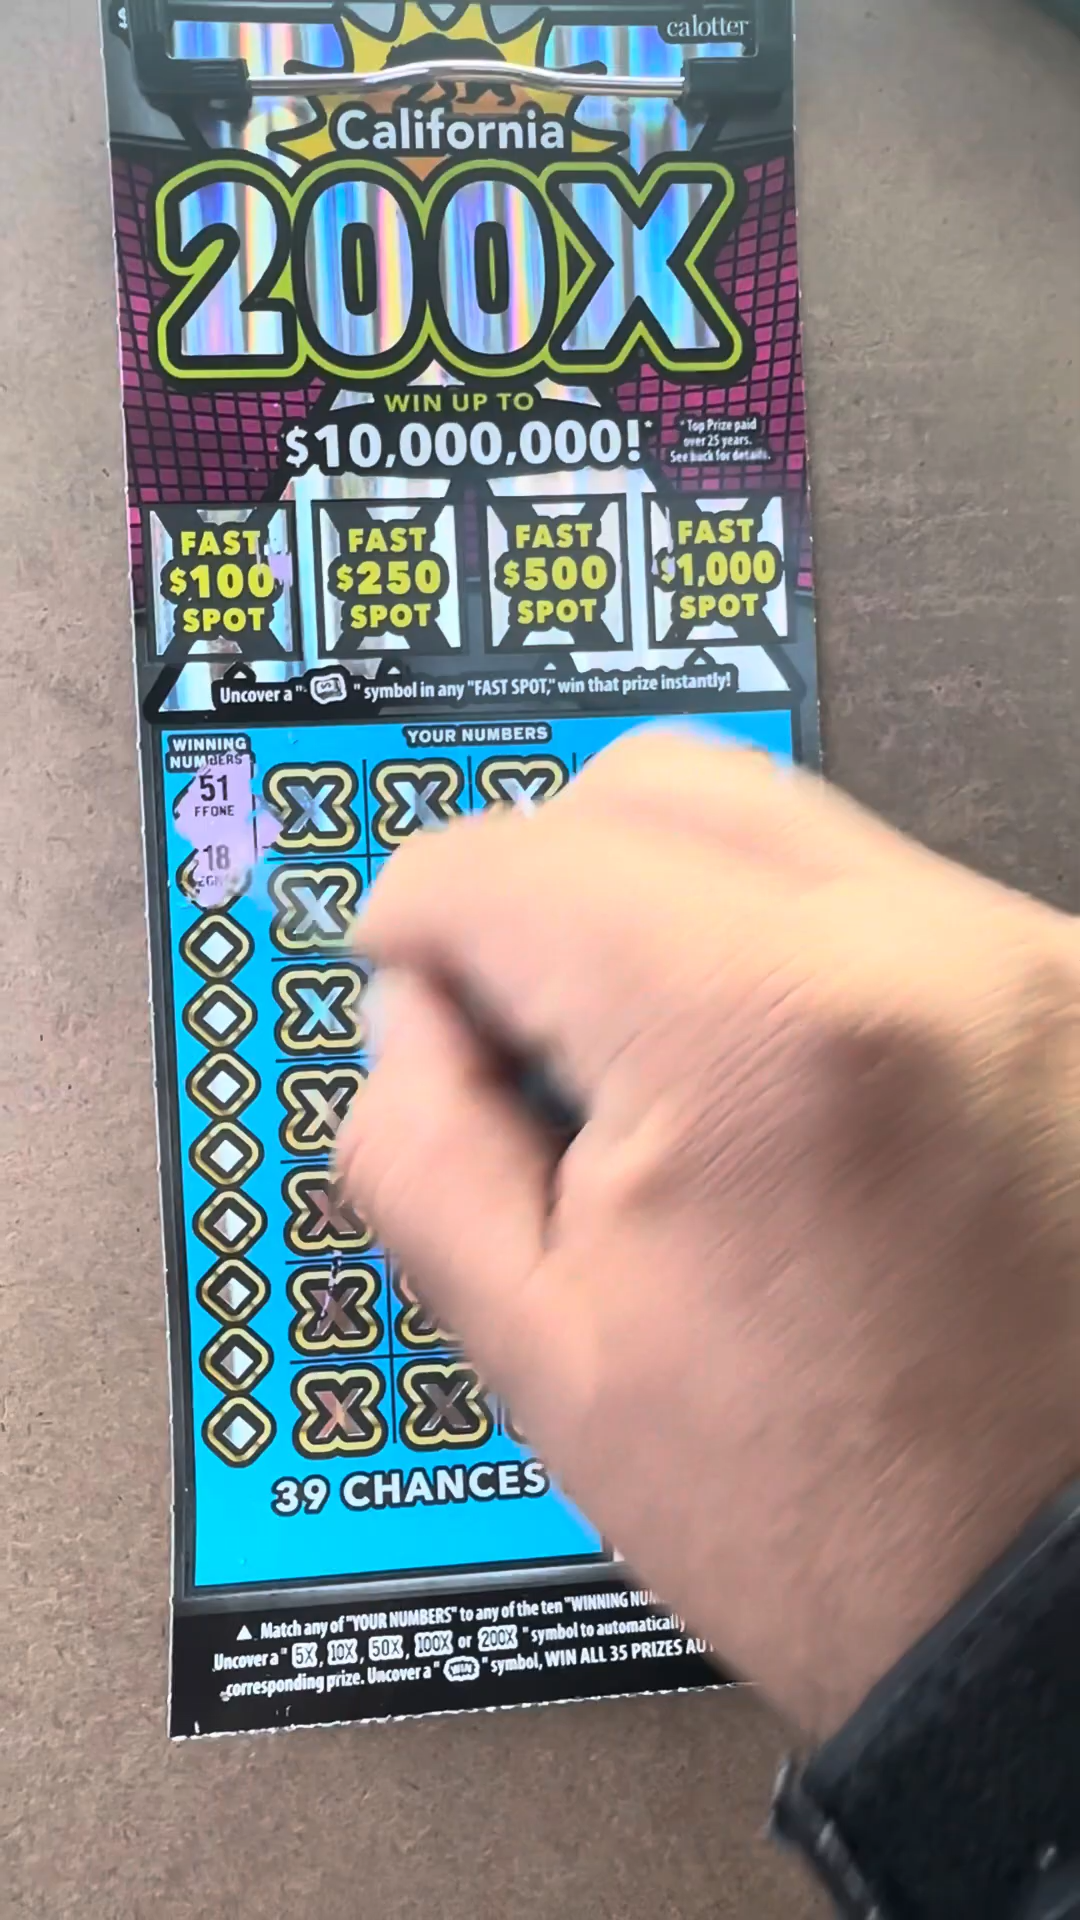 $
calotter
California
200X
WIN UP TO
$10,000,000!*
*Top Prize paid
over 25 years.
See back for details.
FAST $100 SPOT
FAST $250 SPOT
FAST $500 SPOT
FAST $1,000 SPOT
Uncover a " " symbol in any "FAST SPOT," win that prize instantly!
WINNING NUMBERS
YOUR NUMBERS
51
FFONE
18
39 CHANCES
▲ Match any of "YOUR NUMBERS" to any of the ten "WINNING
Uncover a " 5X, 10X, 50X, 100X or 200X " symbol to automatically
corresponding prize. Uncover a " " symbol, WIN ALL 35 PRIZES